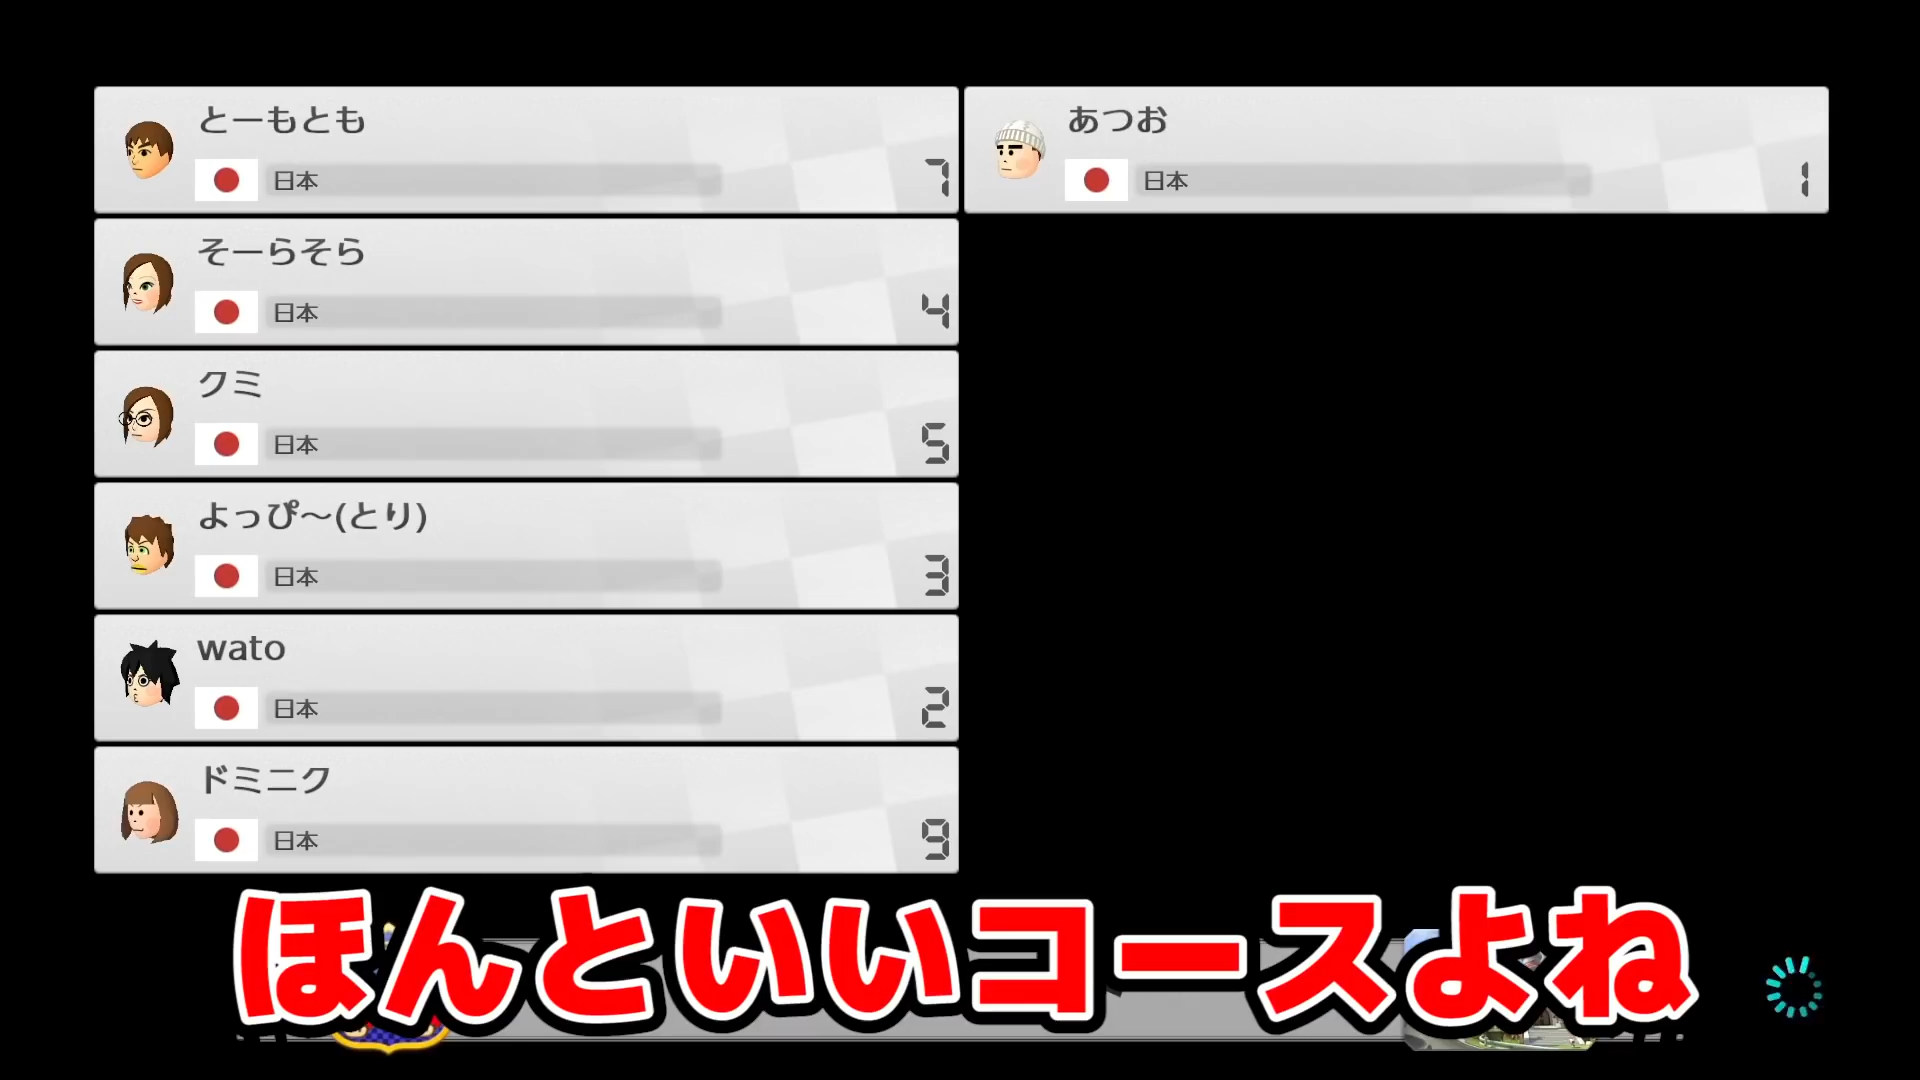 とーもとも
日本
7
そーらそら
日本
4
クミ
日本
5
よっぴ～(とり)
日本
3
wato
日本
2
ドミニク
日本
9
あつお
日本
1
ほんといいコースよね